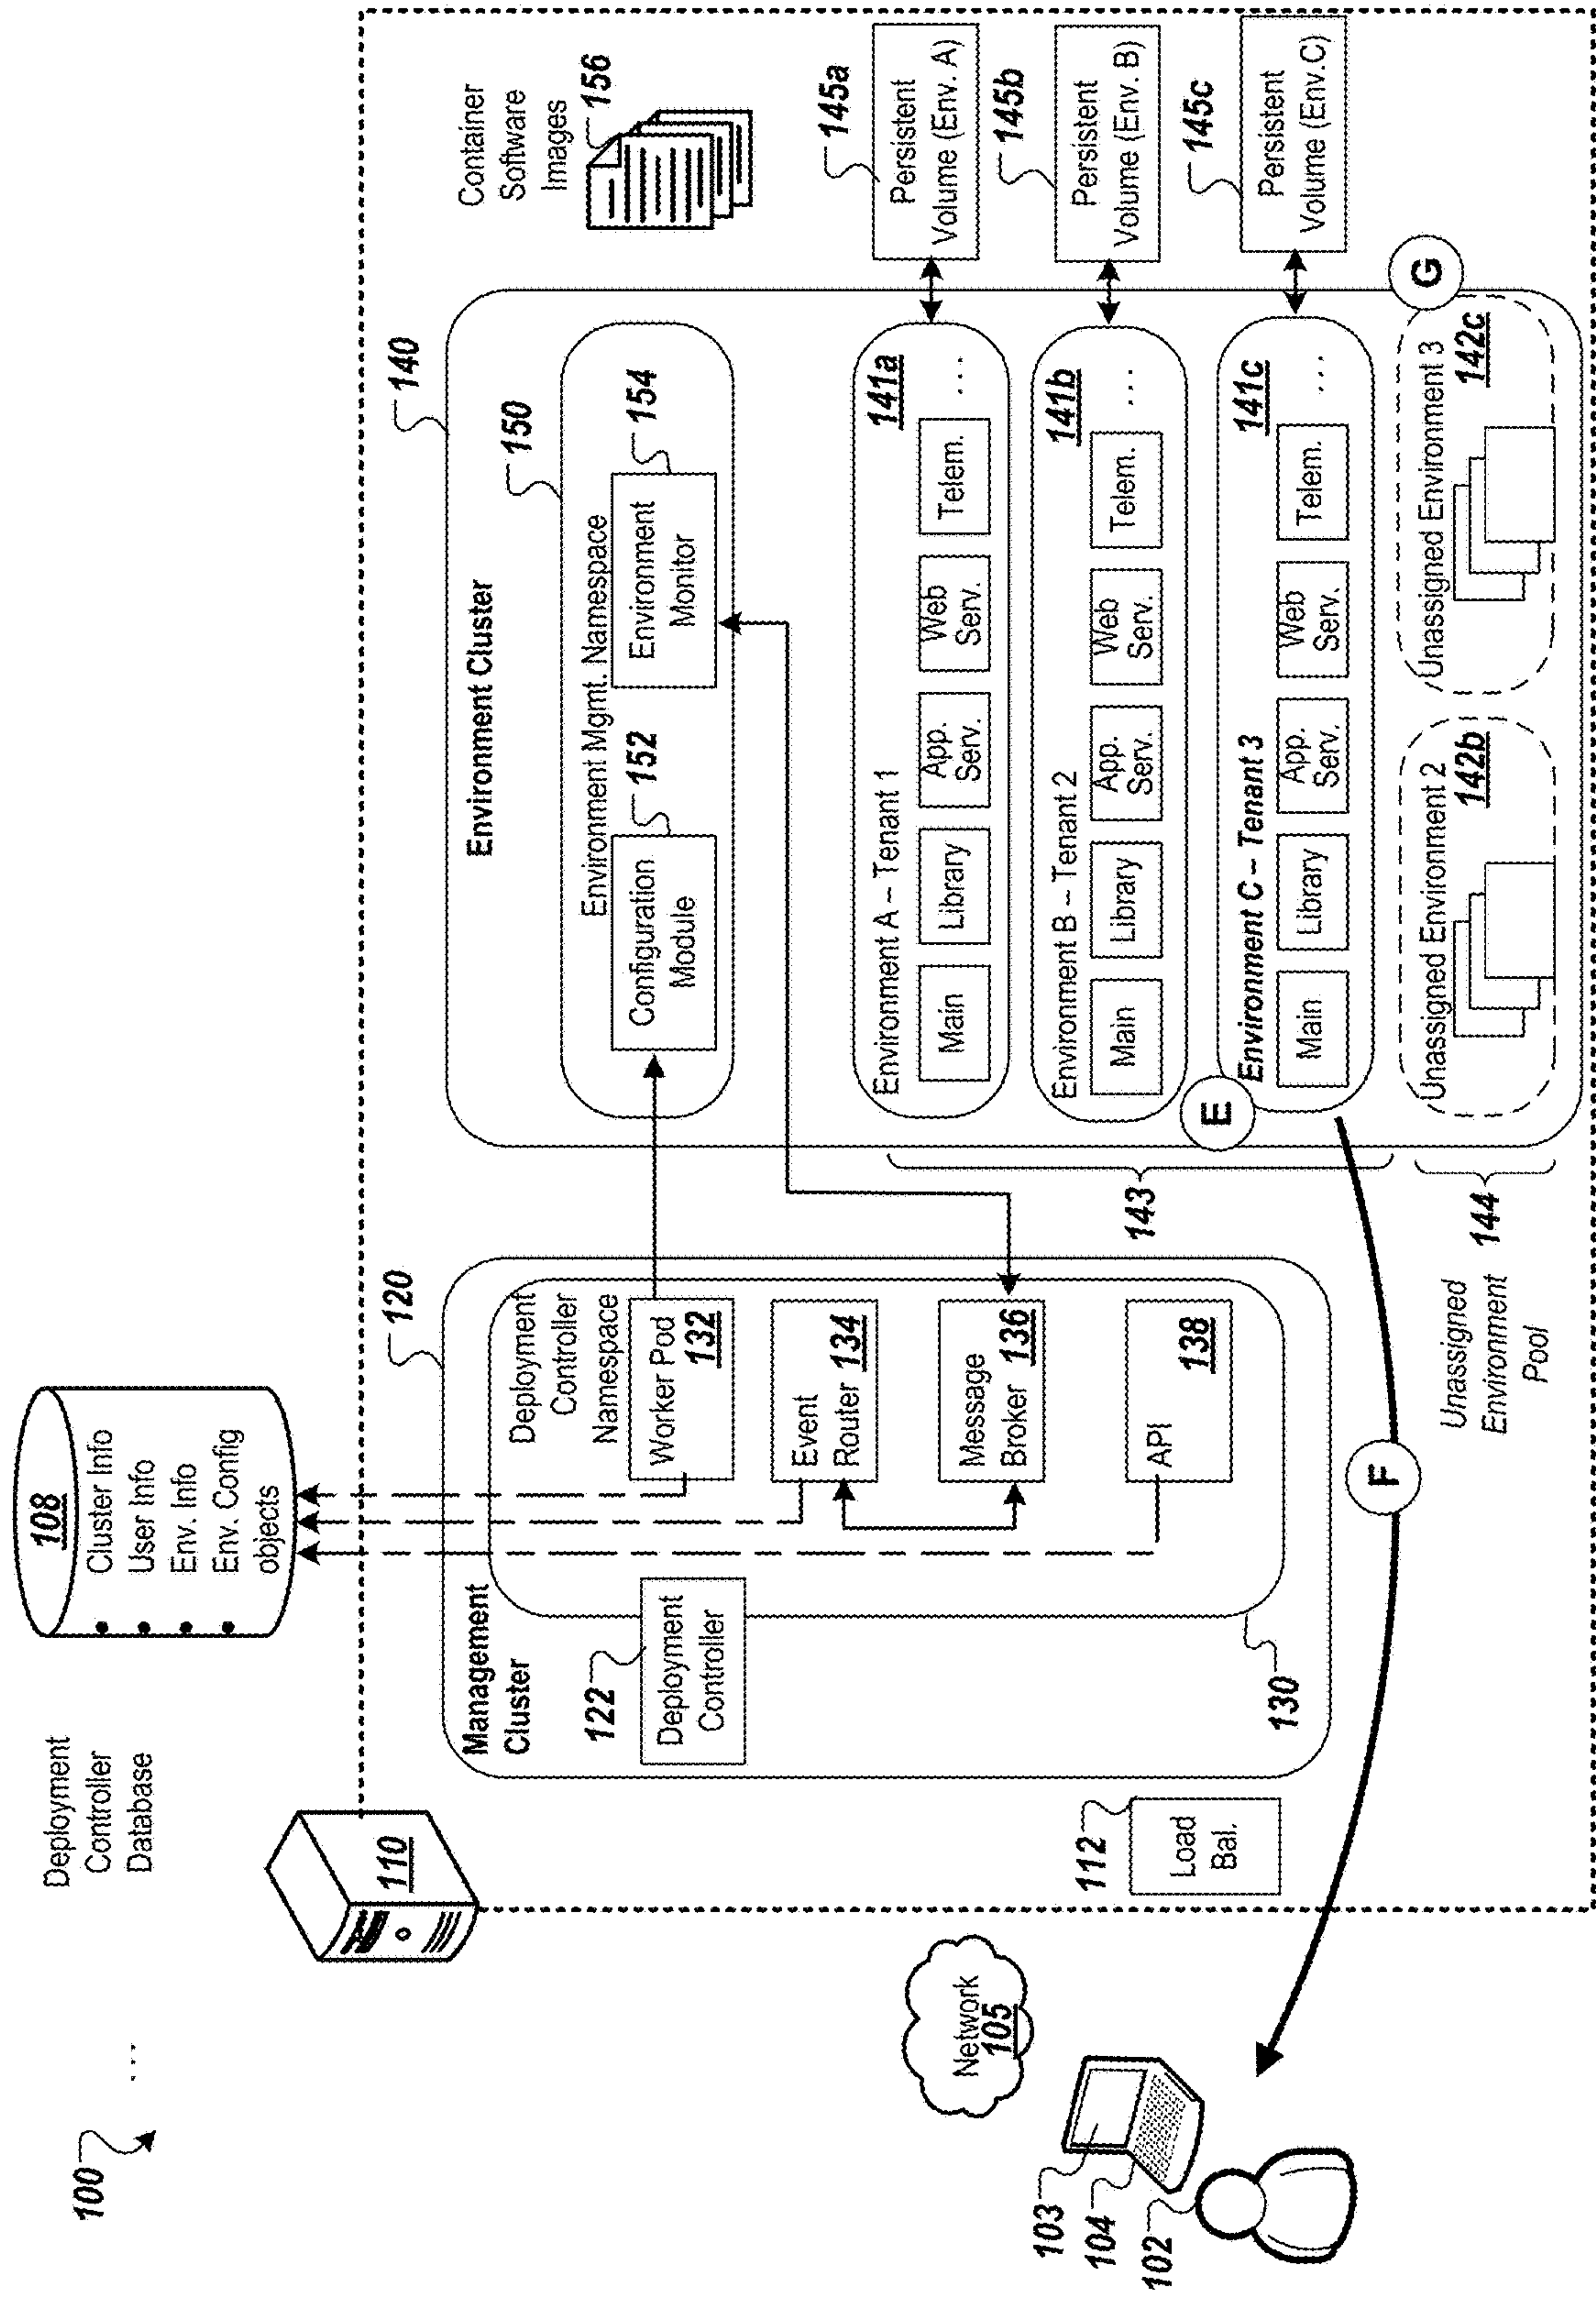 100
...
Deployment
Controller
Database
108
Cluster Info
User Info
Env. Info
Env. Config
objects
110
Network
105
103
104
102
112
Load
Bal.
Management
Cluster
120
122
Deployment
Controller
130
Deployment
Controller
Namespace
Worker Pod
132
Event
Router 134
Message
Broker 136
API
138
Environment Cluster
140
150
Environment Mgmt. Namespace
Configuration
Module
152
Environment
Monitor
154
Container
Software
Images
156
Environment A – Tenant 1
141a
Main
Library
App.
Serv.
Web
Serv.
Telem.
...
145a
Persistent
Volume (Env. A)
Environment B – Tenant 2
141b
Main
Library
App.
Serv.
Web
Serv.
Telem.
...
145b
Persistent
Volume (Env. B)
E
Environment C – Tenant 3
141c
Main
Library
App.
Serv.
Web
Serv.
Telem.
...
145c
Persistent
Volume (Env.C)
143
144
Unassigned
Environment
Pool
Unassigned Environment 2
142b
Unassigned Environment 3
142c
G
F